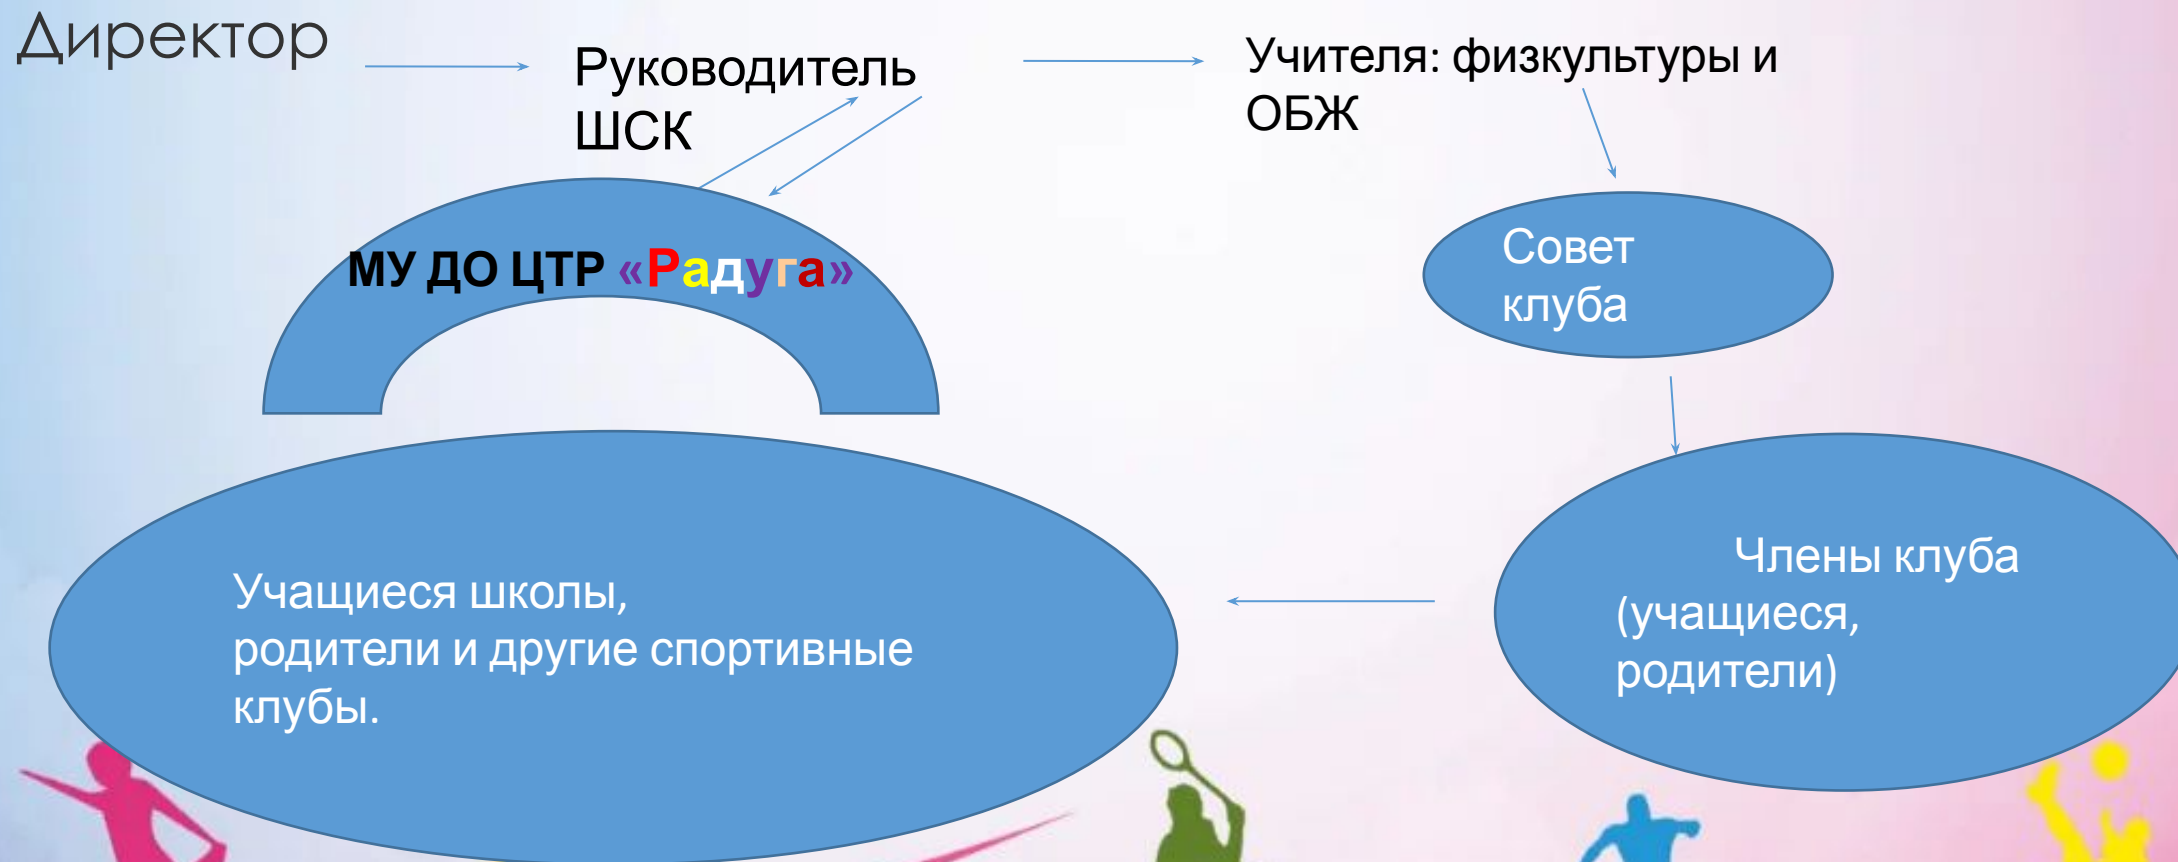 Директор
Руководитель
ШСК
Учителя: физкультуры и
ОБЖ
МУ ДО ЦТР «Радуга»
Совет
клуба
Члены клуба
(учащиеся,
родители)
Учащиеся школы,
родители и другие спортивные
клубы.